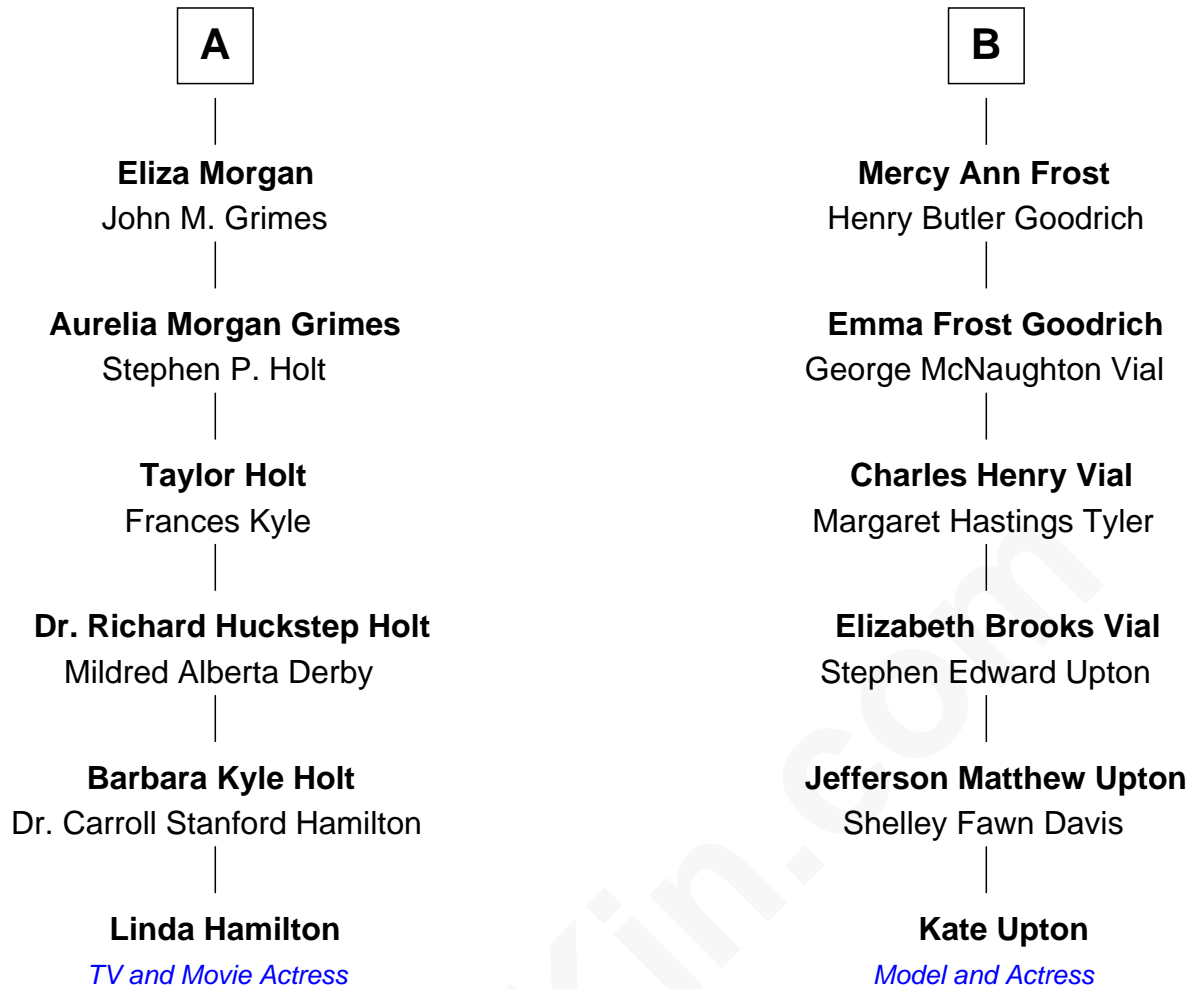 A
Eliza Morgan
John M. Grimes
Aurelia Morgan Grimes
Stephen P. Holt
Taylor Holt
Frances Kyle
Dr. Richard Huckstep Holt
Mildred Alberta Derby
Barbara Kyle Holt
Dr. Carroll Stanford Hamilton
Linda Hamilton
TV and Movie Actress
B
Mercy Ann Frost
Henry Butler Goodrich
Emma Frost Goodrich
George McNaughton Vial
Charles Henry Vial
Margaret Hastings Tyler
Elizabeth Brooks Vial
Stephen Edward Upton
Jefferson Matthew Upton
Shelley Fawn Davis
Kate Upton
Model and Actress
Kin.com